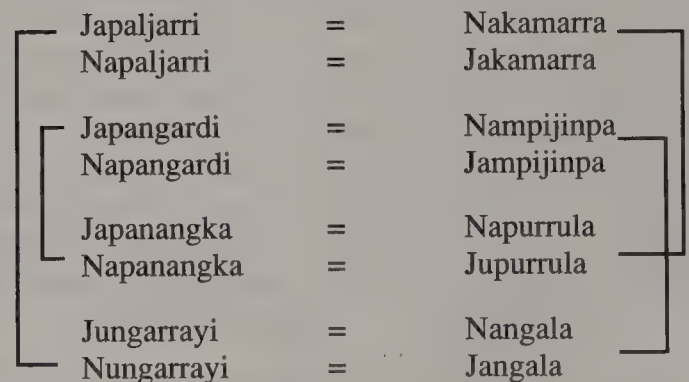 Japaljarri = Nakamarra
Napaljarri = Jakamarra
Japangardi = Nampijinpa
Napangardi = Jampijinpa
Japanangka = Napurrula
Napanangka = Jupurrula
Jungarrayi = Nangala
Nungarrayi = Jangala